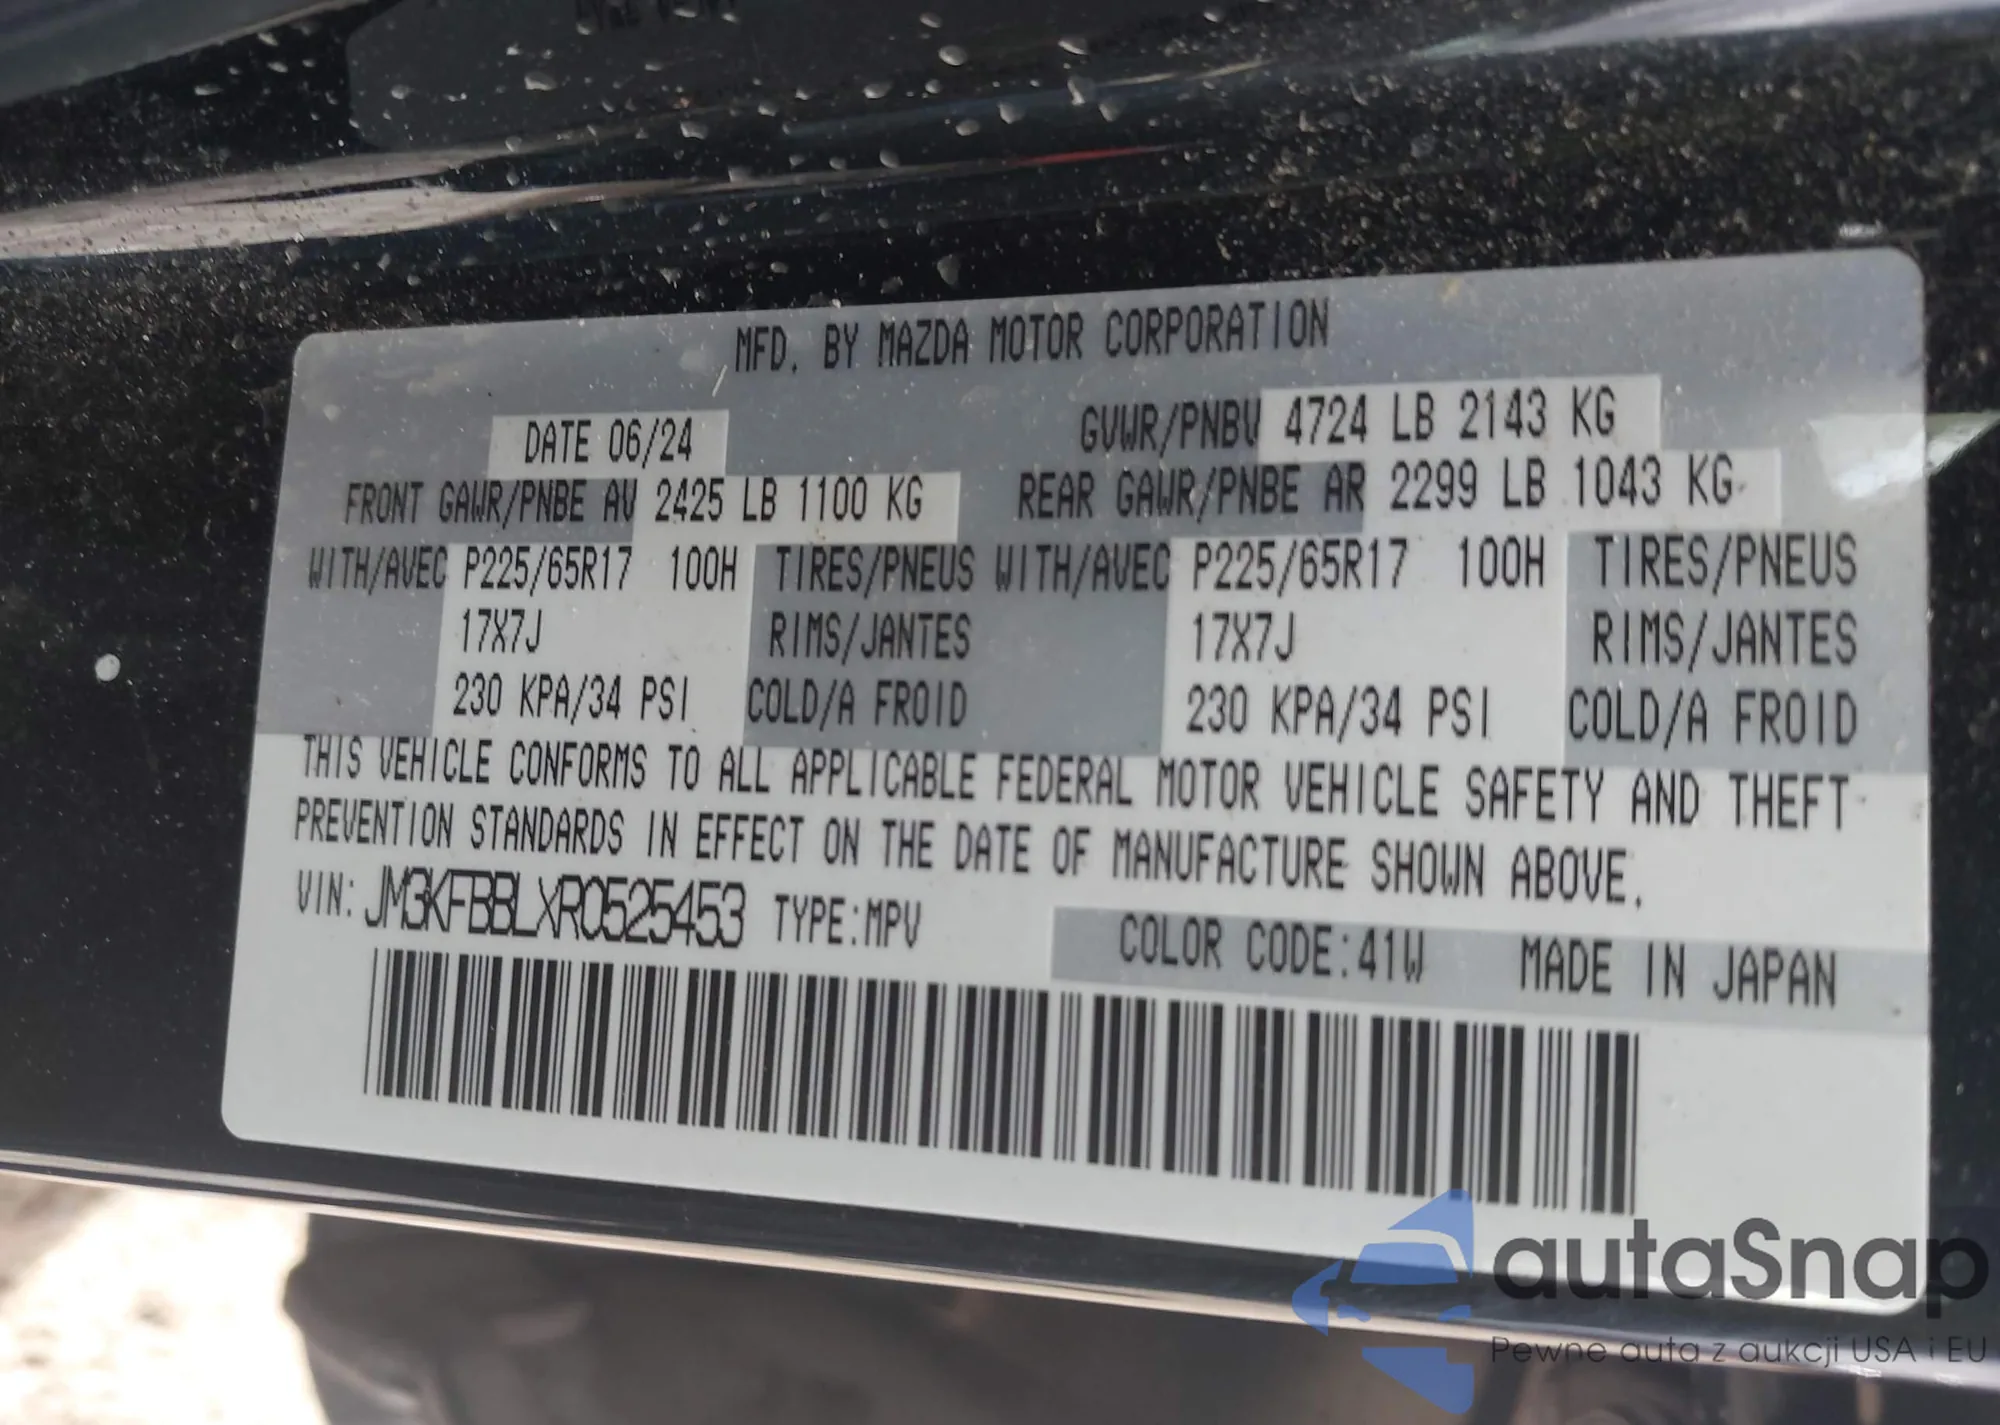 MFD. BY MAZDA MOTOR CORPORATION
DATE 06/24 GVWR/PNBV 4724 LB 2143 KG
FRONT GAWR/PNBE AV 2425 LB 1100 KG REAR GAWR/PNBE AR 2299 LB 1043 KG
WITH/AVEC P225/65R17 100H TIRES/PNEUS WITH/AVEC P225/65R17 100H TIRES/PNEUS
17X7J RIMS/JANTES 17X7J RIMS/JANTES
230 KPA/34 PSI COLD/A FROID 230 KPA/34 PSI COLD/A FROID
THIS VEHICLE CONFORMS TO ALL APPLICABLE FEDERAL MOTOR VEHICLE SAFETY AND THEFT
PREVENTION STANDARDS IN EFFECT ON THE DATE OF MANUFACTURE SHOWN ABOVE.
VIN: JM3KFBBLXR0525453 TYPE:MPV COLOR CODE:41W MADE IN JAPAN
autaSnap
Pewne auta z aukcji USA i EU